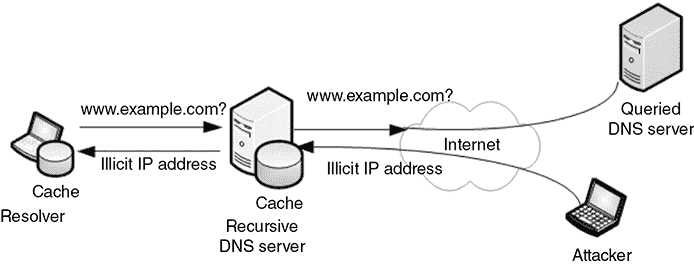 www.example.com?
www.example.com?
Queried
DNS server
Internet
Illicit IP address
Illicit IP address
Cache
Resolver
Cache
Recursive
DNS server
Attacker